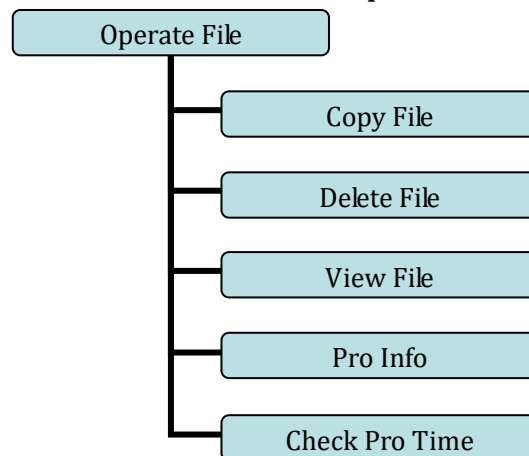 Operate File
Copy File
Delete File
View File
Pro Info
Check Pro Time